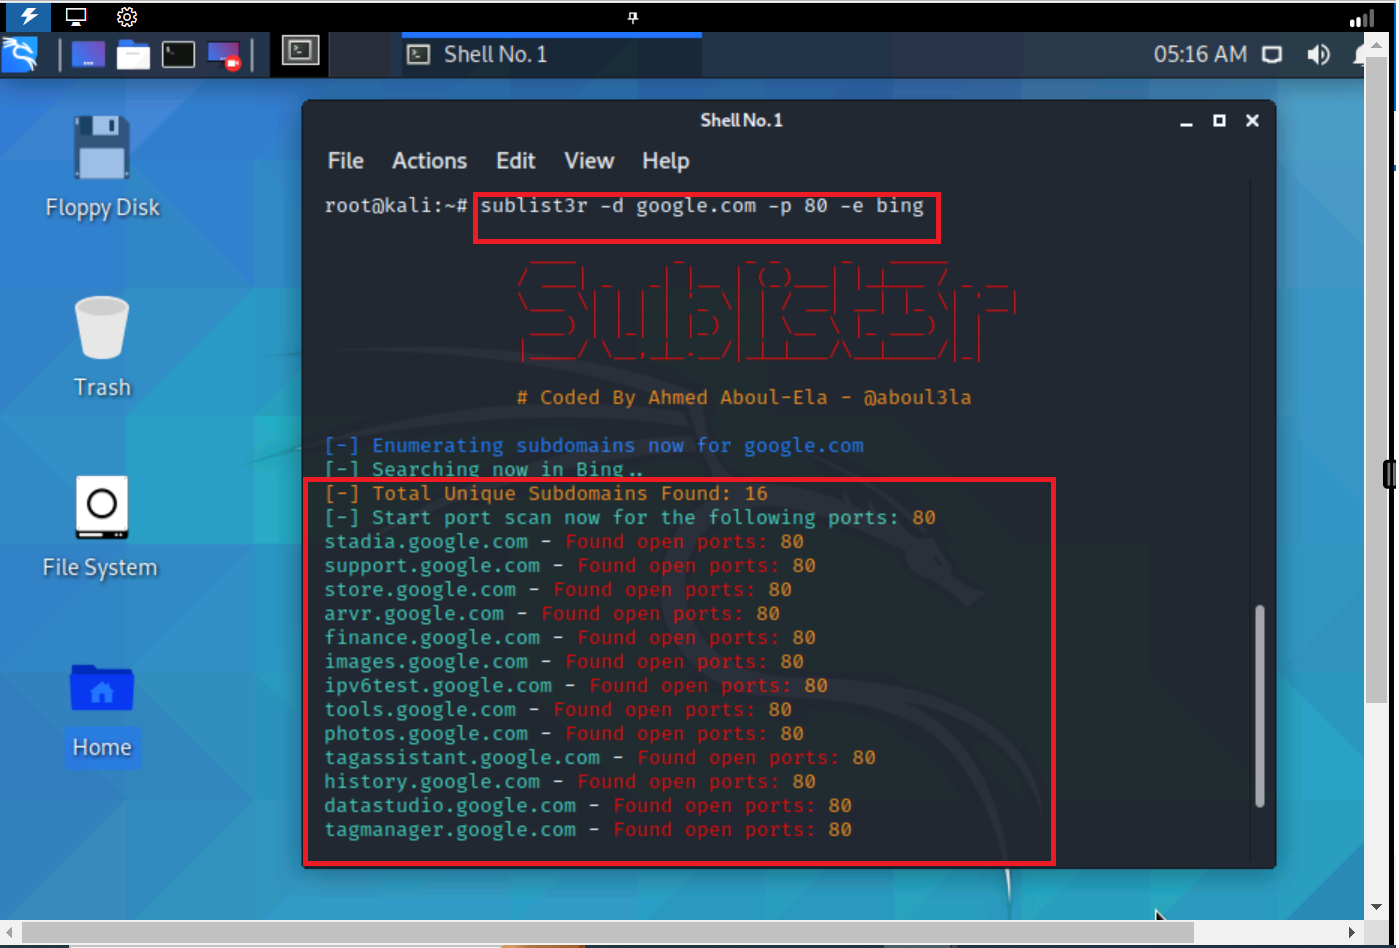 Shell No. 1
05:16 AM
Floppy Disk
Trash
File System
Home
Shell No. 1
File Actions Edit View Help
root@kali:~# sublist3r -d google.com -p 80 -e bing
Sublist3r
# Coded By Ahmed Aboul-Ela - @aboul3la
[-] Enumerating subdomains now for google.com
[-] Searching now in Bing..
[-] Total Unique Subdomains Found: 16
[-] Start port scan now for the following ports: 80
stadia.google.com - Found open ports: 80
support.google.com - Found open ports: 80
store.google.com - Found open ports: 80
arvr.google.com - Found open ports: 80
finance.google.com - Found open ports: 80
images.google.com - Found open ports: 80
ipv6test.google.com - Found open ports: 80
tools.google.com - Found open ports: 80
photos.google.com - Found open ports: 80
tagassistant.google.com - Found open ports: 80
history.google.com - Found open ports: 80
datastudio.google.com - Found open ports: 80
tagmanager.google.com - Found open ports: 80